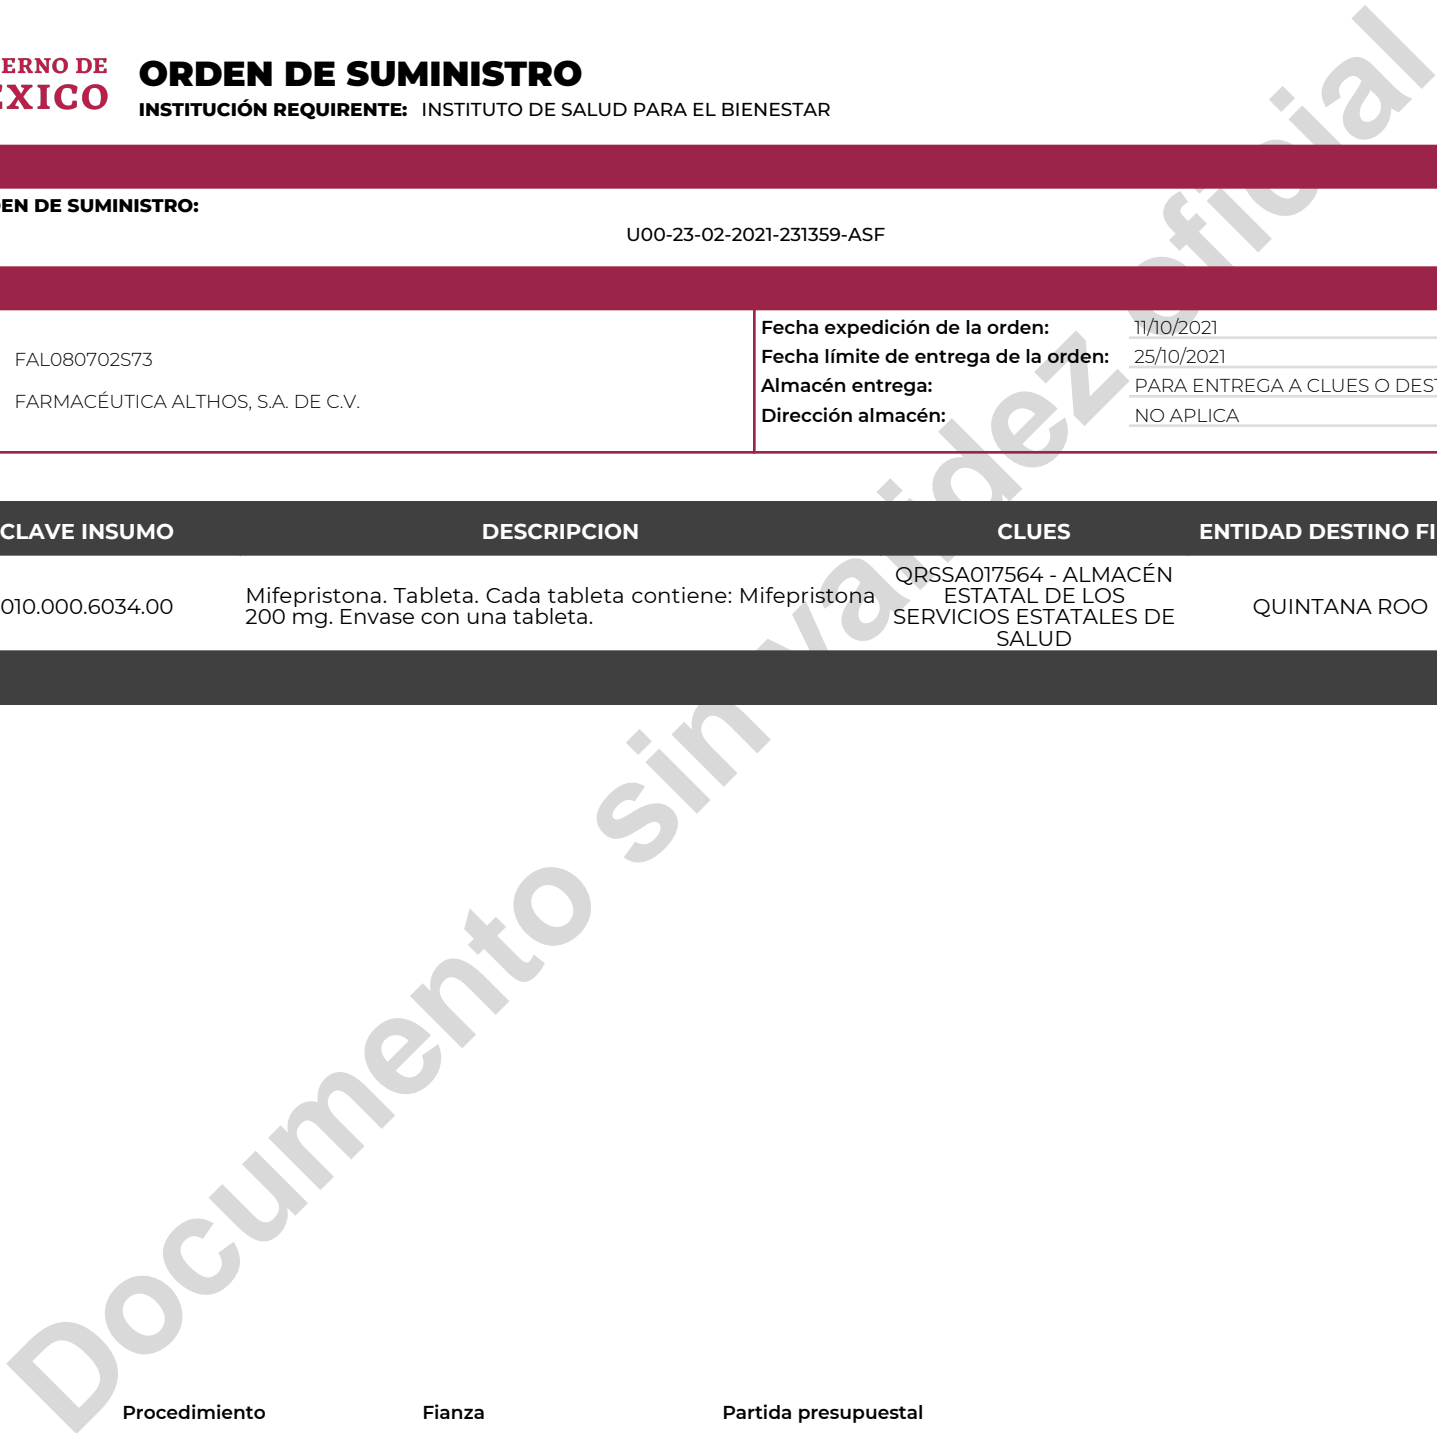 ERNO DE
EXICO
ORDEN DE SUMINISTRO
INSTITUCIÓN REQUIRENTE: INSTITUTO DE SALUD PARA EL BIENESTAR
EN DE SUMINISTRO:
U00-23-02-2021-231359-ASF
FAL080702S73
FARMACÉUTICA ALTHOS, S.A. DE C.V.
Fecha expedición de la orden: 11/10/2021
Fecha límite de entrega de la orden: 25/10/2021
Almacén entrega: PARA ENTREGA A CLUES O DEST
Dirección almacén: NO APLICA
CLAVE INSUMO DESCRIPCION CLUES ENTIDAD DESTINO FI
010.000.6034.00
Mifepristona. Tableta. Cada tableta contiene: Mifepristona
200 mg. Envase con una tableta.
QRSSA017564 - ALMACÉN
ESTATAL DE LOS
SERVICIOS ESTATALES DE
SALUD
QUINTANA ROO
Documento sin validez oficial
Procedimiento Fianza Partida presupuestal